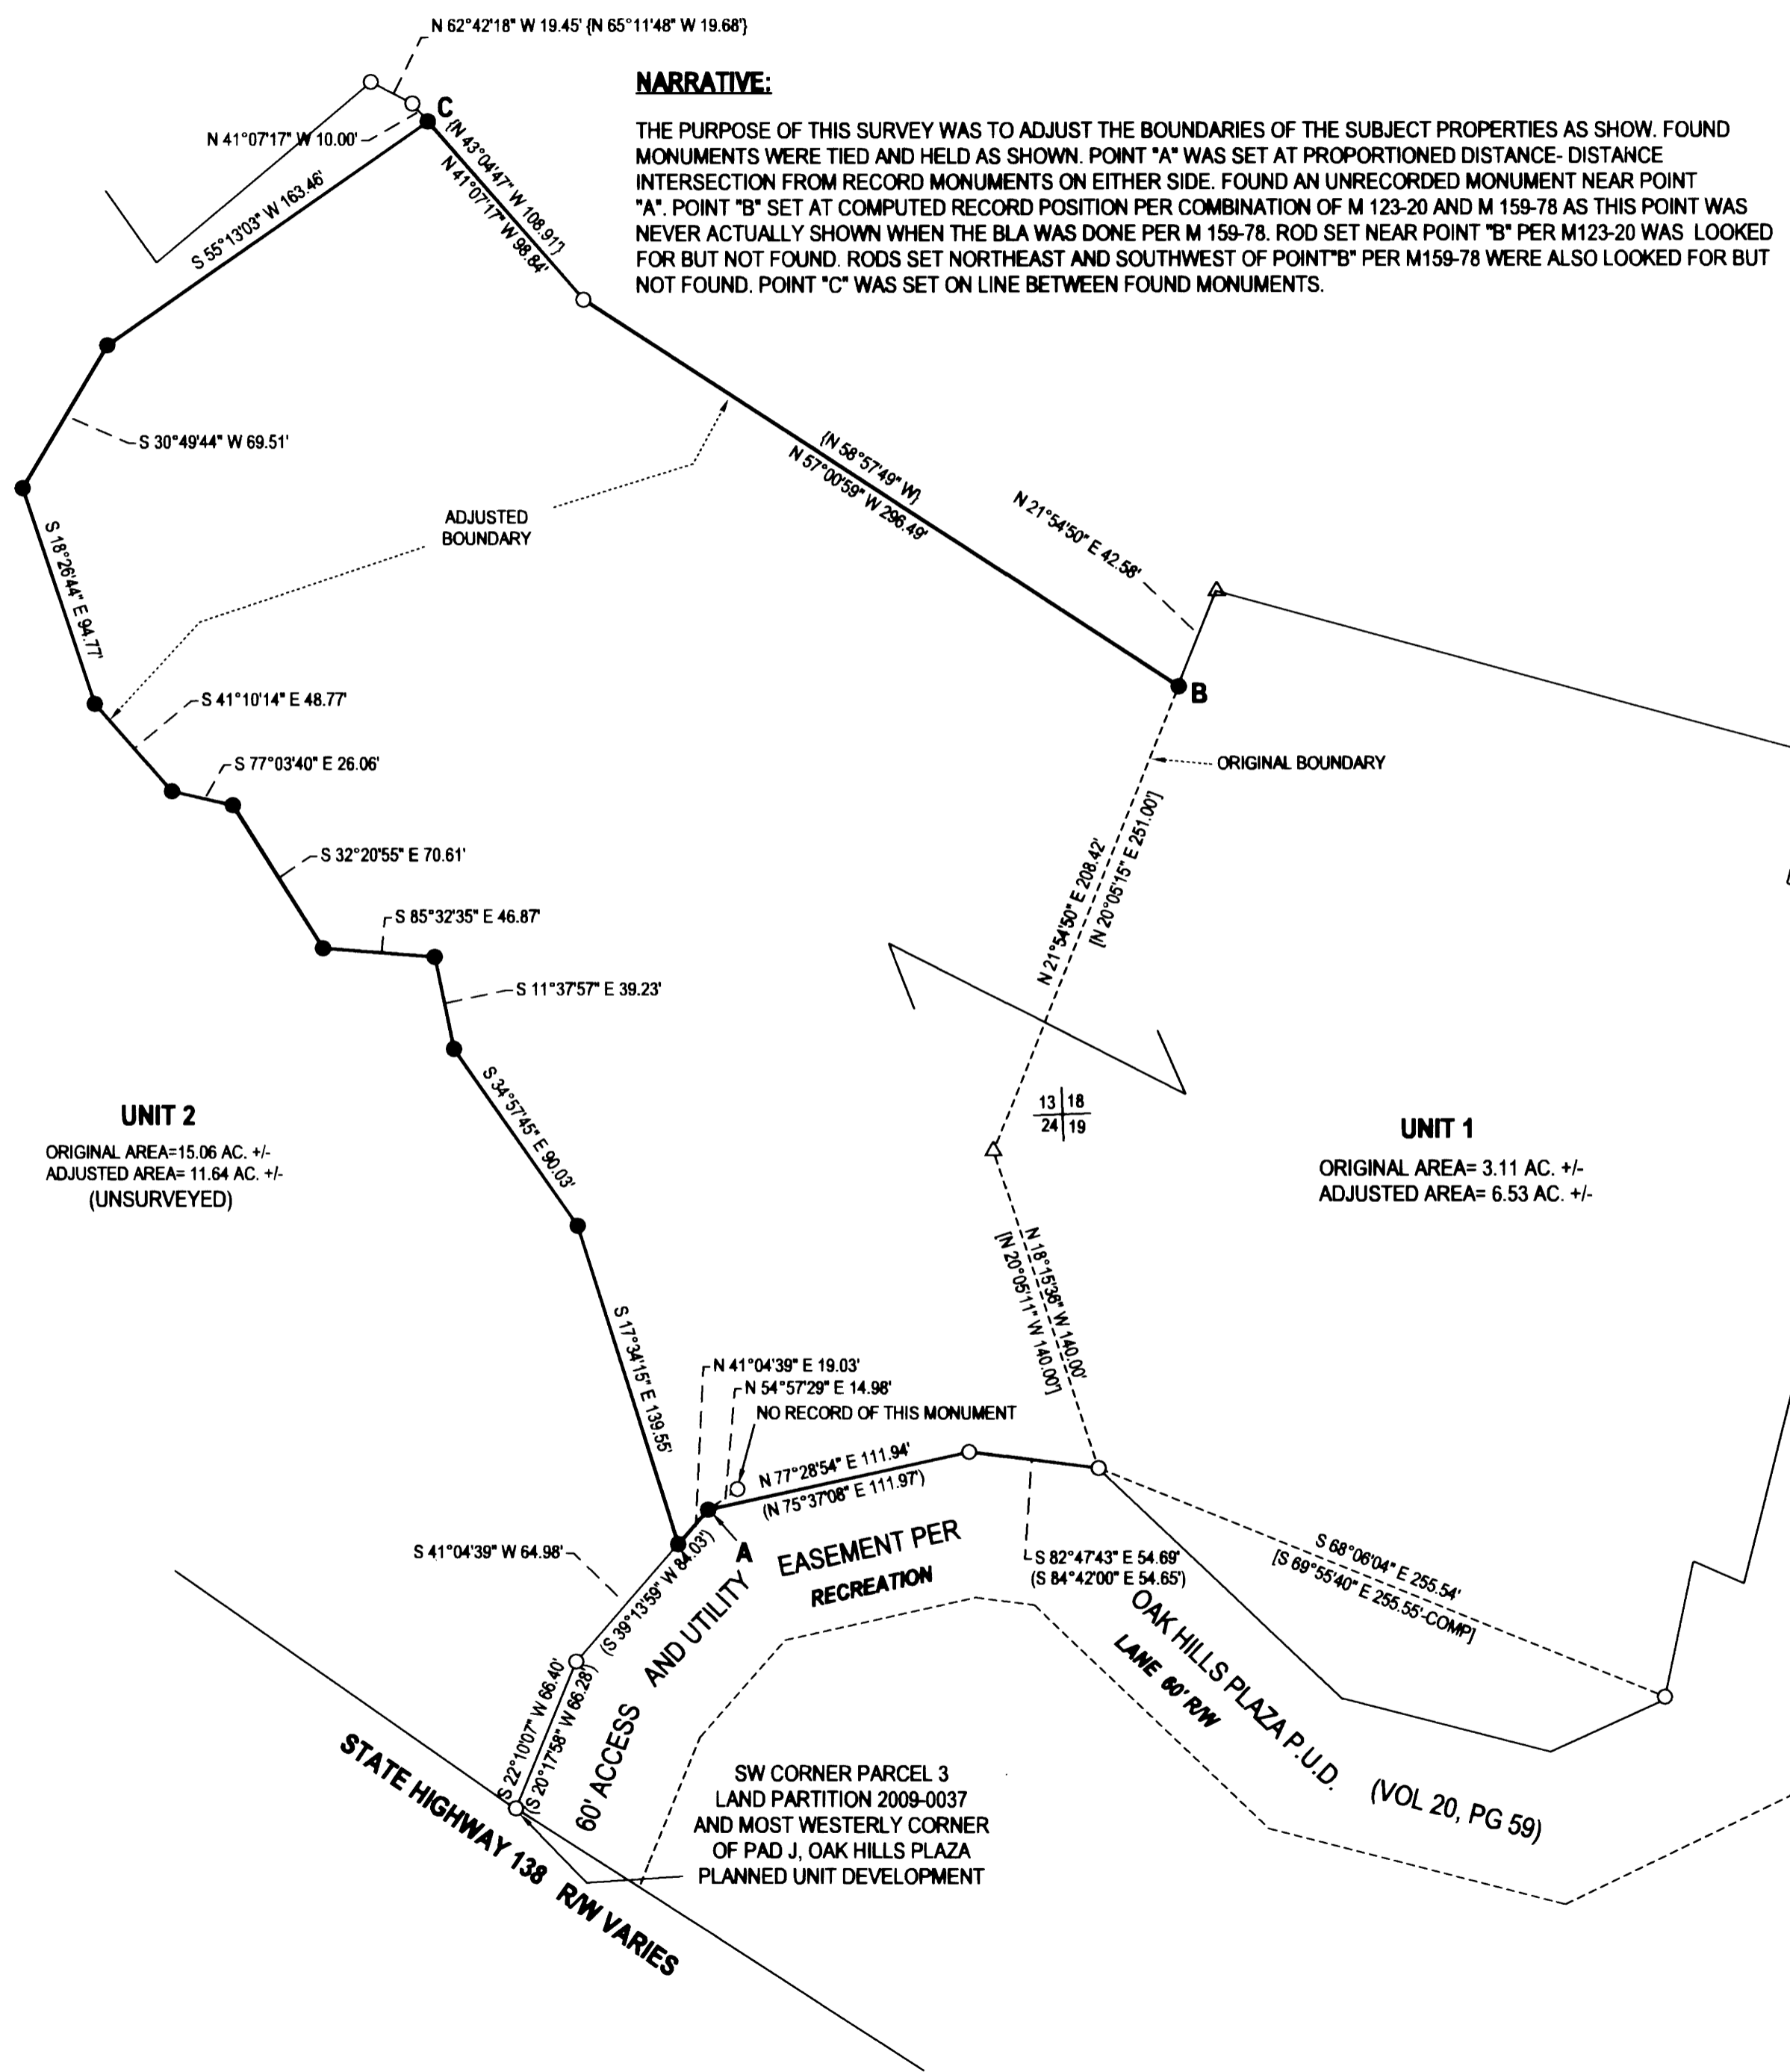 N 62°42'18" W 19.45' {N 65°11'48" W 19.68'}
NARRATIVE:
THE PURPOSE OF THIS SURVEY WAS TO ADJUST THE BOUNDARIES OF THE SUBJECT PROPERTIES AS SHOW. FOUND
MONUMENTS WERE TIED AND HELD AS SHOWN. POINT "A" WAS SET AT PROPORTIONED DISTANCE- DISTANCE
INTERSECTION FROM RECORD MONUMENTS ON EITHER SIDE. FOUND AN UNRECORDED MONUMENT NEAR POINT
"A". POINT "B" SET AT COMPUTED RECORD POSITION PER COMBINATION OF M 123-20 AND M 159-78 AS THIS POINT WAS
NEVER ACTUALLY SHOWN WHEN THE BLA WAS DONE PER M 159-78. ROD SET NEAR POINT "B" PER M123-20 WAS LOOKED
FOR BUT NOT FOUND. RODS SET NORTHEAST AND SOUTHWEST OF POINT"B" PER M159-78 WERE ALSO LOOKED FOR BUT
NOT FOUND. POINT "C" WAS SET ON LINE BETWEEN FOUND MONUMENTS.
C
N 41°07'17" W 10.00'
{N 43°04'47" W 108.91'}
N 41°07'17" W 98.84'
S 55°13'03" W 163.46'
S 30°49'44" W 69.51'
{N 58°57'49" W}
N 57°00'59" W 296.49'
N 21°54'50" E 42.58'
ADJUSTED
BOUNDARY
S 18°26'44" E 94.77'
B
S 41°10'14" E 48.77'
S 77°03'40" E 26.06'
ORIGINAL BOUNDARY
S 32°20'55" E 70.61'
N 21°54'50" E 208.42'
[N 20°05'15" E 251.00']
S 85°32'35" E 46.87'
S 11°37'57" E 39.23'
S 34°57'45" E 90.03'
13 18
24 19
UNIT 2
ORIGINAL AREA=15.06 AC. +/-
ADJUSTED AREA= 11.64 AC. +/-
(UNSURVEYED)
UNIT 1
ORIGINAL AREA= 3.11 AC. +/-
ADJUSTED AREA= 6.53 AC. +/-
N 18°15'36" W 140.00'
[N 20°05'11" W 140.00']
S 17°34'15" E 139.55'
N 41°04'39" E 19.03'
N 54°57'29" E 14.98'
NO RECORD OF THIS MONUMENT
N 77°28'54" E 111.94'
(N 75°37'08" E 111.97')
A
S 41°04'39" W 64.98'
(S 39°13'59" W 84.03')
S 82°47'43" E 54.69'
(S 84°42'00" E 54.65')
S 68°06'04" E 255.54'
[S 69°55'40" E 255.55'-COMP]
60' ACCESS AND UTILITY EASEMENT PER
RECREATION
LANE 60' R/W
OAK HILLS PLAZA P.U.D. (VOL 20, PG 59)
S 22°10'07" W 66.40'
(S 20°17'58" W 66.28')
STATE HIGHWAY 138 R/W VARIES
SW CORNER PARCEL 3
LAND PARTITION 2009-0037
AND MOST WESTERLY CORNER
OF PAD J, OAK HILLS PLAZA
PLANNED UNIT DEVELOPMENT